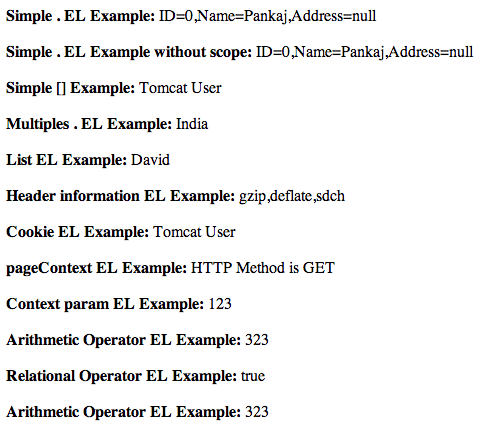 Simple . EL Example: ID=0,Name=Pankaj,Address=null
Simple . EL Example without scope: ID=0,Name=Pankaj,Address=null
Simple [] Example: Tomcat User
Multiples . EL Example: India
List EL Example: David
Header information EL Example: gzip,deflate,sdch
Cookie EL Example: Tomcat User
pageContext EL Example: HTTP Method is GET
Context param EL Example: 123
Arithmetic Operator EL Example: 323
Relational Operator EL Example: true
Arithmetic Operator EL Example: 323